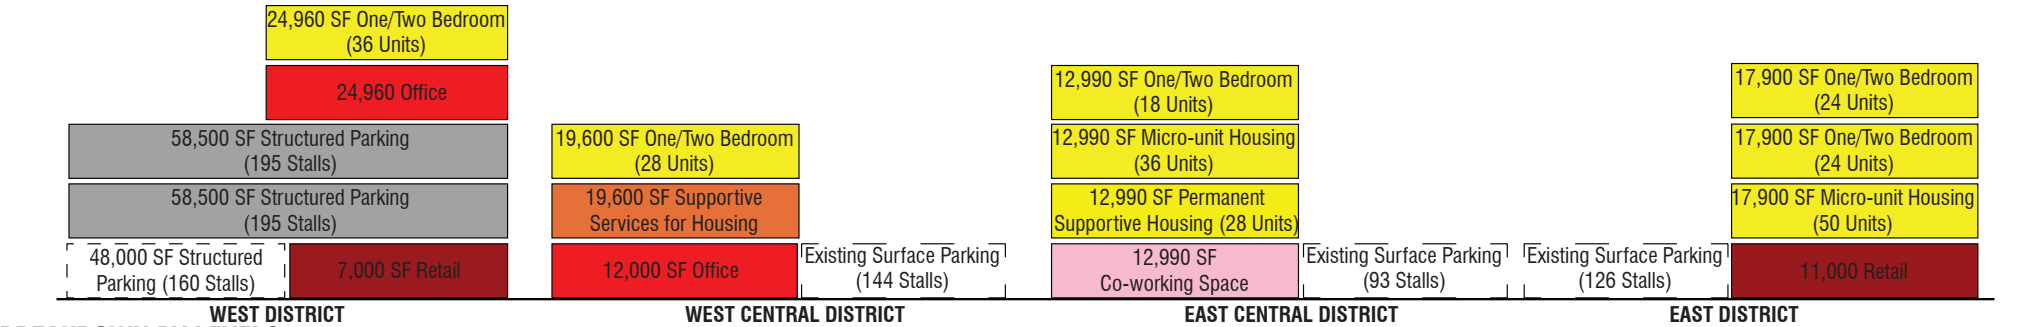 24,960 SF One/Two Bedroom
(36 Units)
24,960 Office
58,500 SF Structured Parking
(195 Stalls)
58,500 SF Structured Parking
(195 Stalls)
48,000 SF Structured
Parking (160 Stalls)
7,000 SF Retail
WEST DISTRICT
19,600 SF One/Two Bedroom
(28 Units)
19,600 SF Supportive
Services for Housing
12,000 SF Office
Existing Surface Parking
(144 Stalls)
WEST CENTRAL DISTRICT
12,990 SF One/Two Bedroom
(18 Units)
12,990 SF Micro-unit Housing
(36 Units)
12,990 SF Permanent
Supportive Housing (28 Units)
12,990 SF
Co-working Space
Existing Surface Parking
(93 Stalls)
EAST CENTRAL DISTRICT
17,900 SF One/Two Bedroom
(24 Units)
17,900 SF One/Two Bedroom
(24 Units)
17,900 SF Micro-unit Housing
(50 Units)
Existing Surface Parking
(126 Stalls)
11,000 Retail
EAST DISTRICT